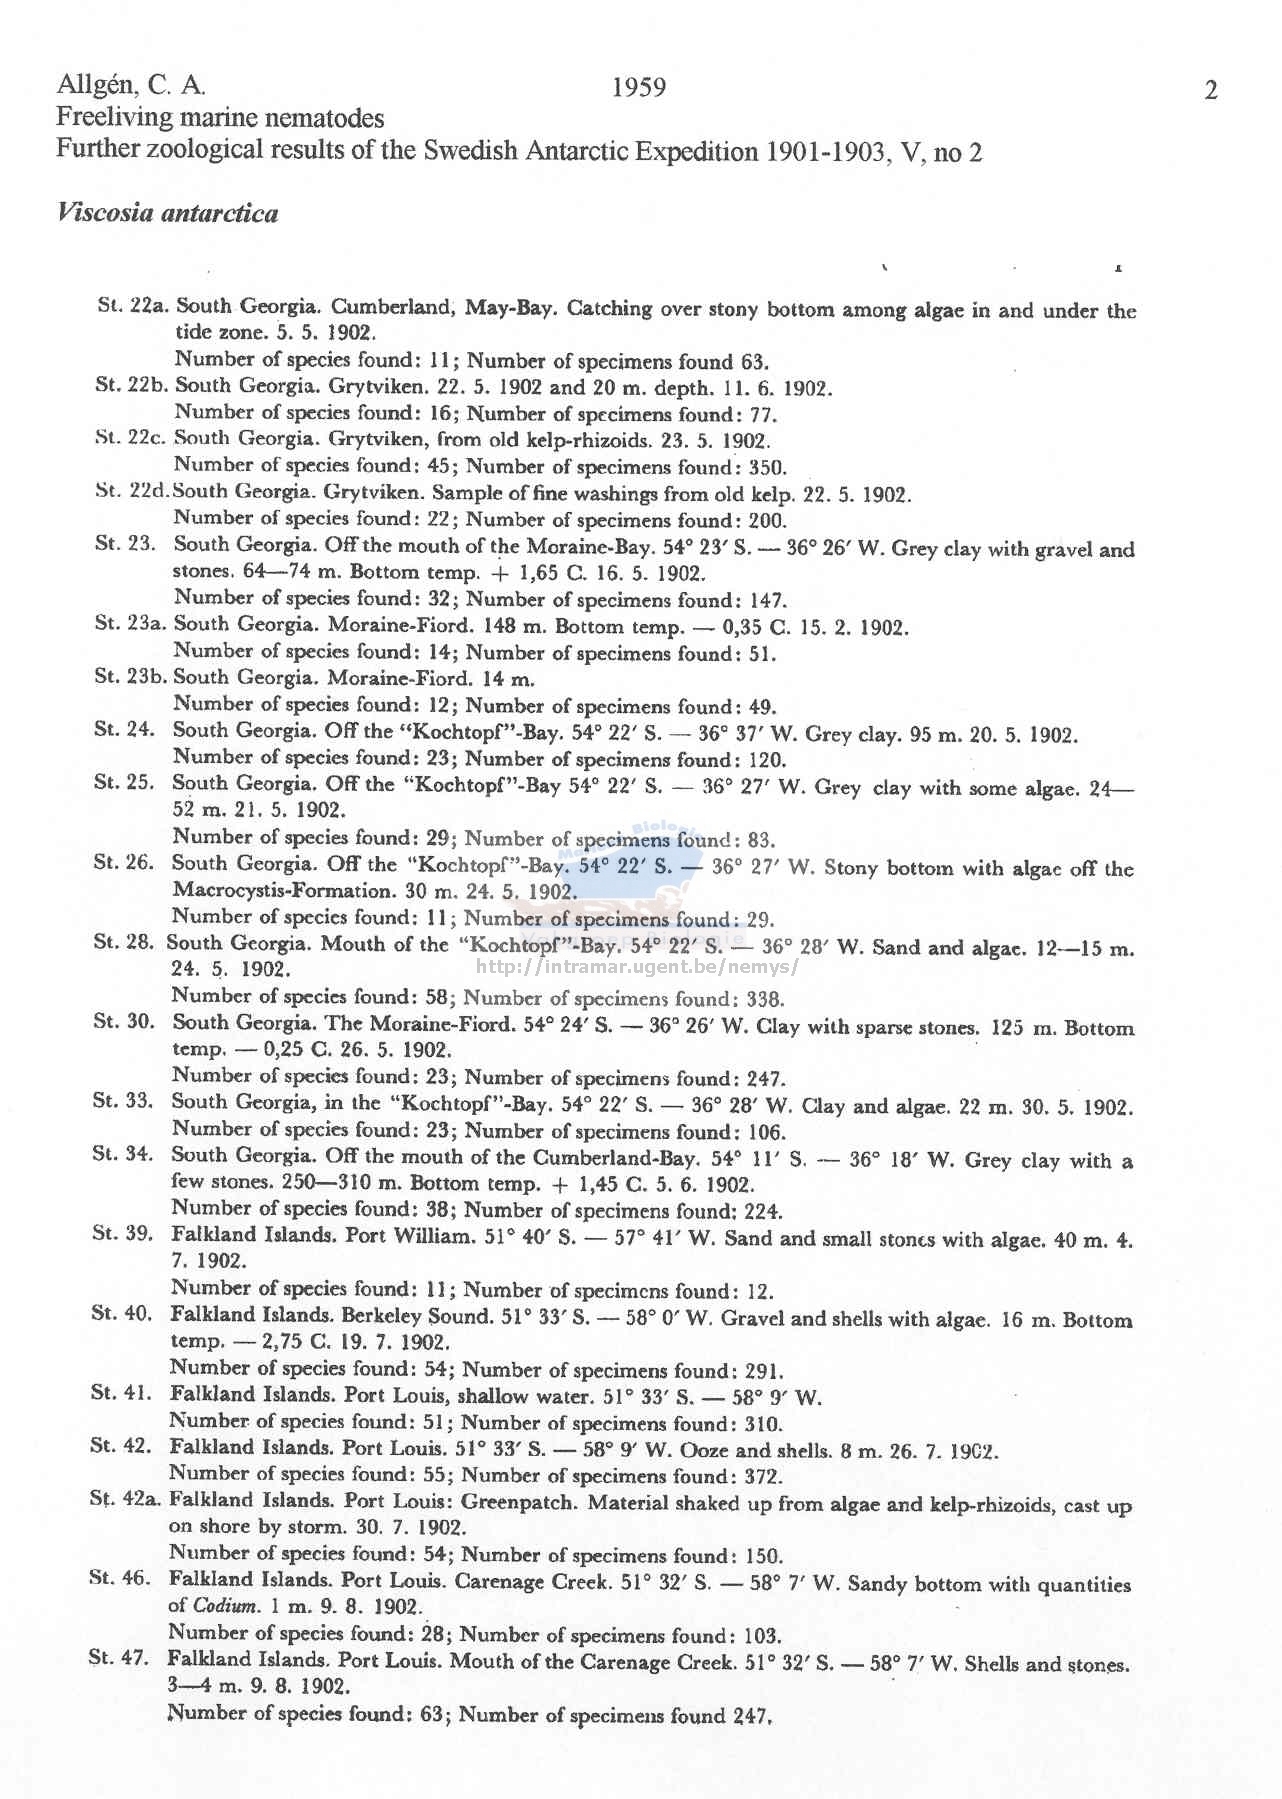 Allgén, C. A. 1959 2
Freeliving marine nematodes
Further zoological results of the Swedish Antarctic Expedition 1901-1903, V, no 2
Viscosia antarctica
St. 22a. South Georgia. Cumberland, May-Bay. Catching over stony bottom among algae in and under the
tide zone. 5. 5. 1902.
Number of species found: 11; Number of specimens found 63.
St. 22b. South Georgia. Grytviken. 22. 5. 1902 and 20 m. depth. 11. 6. 1902.
Number of species found: 16; Number of specimens found: 77.
St. 22c. South Georgia. Grytviken, from old kelp-rhizoids. 23. 5. 1902.
Number of species found: 45; Number of specimens found: 350.
St. 22d. South Georgia. Grytviken. Sample of fine washings from old kelp. 22. 5. 1902.
Number of species found: 22; Number of specimens found: 200.
St. 23. South Georgia. Off the mouth of the Moraine-Bay. 54° 23′ S. — 36° 26′ W. Grey clay with gravel and
stones. 64—74 m. Bottom temp. + 1,65 C. 16. 5. 1902.
Number of species found: 32; Number of specimens found: 147.
St. 23a. South Georgia. Moraine-Fiord. 148 m. Bottom temp. — 0,35 C. 15. 2. 1902.
Number of species found: 14; Number of specimens found: 51.
St. 23b. South Georgia. Moraine-Fiord. 14 m.
Number of species found: 12; Number of specimens found: 49.
St. 24. South Georgia. Off the “Kochtopf”-Bay. 54° 22′ S. — 36° 37′ W. Grey clay. 95 m. 20. 5. 1902.
Number of species found: 23; Number of specimens found: 120.
St. 25. South Georgia. Off the “Kochtopf”-Bay 54° 22′ S. — 36° 27′ W. Grey clay with some algae. 24—
52 m. 21. 5. 1902.
Number of species found: 29; Number of specimens found: 83.
St. 26. South Georgia. Off the “Kochtopf”-Bay. 54° 22′ S. — 36° 27′ W. Stony bottom with algae off the
Macrocystis-Formation. 30 m. 24. 5. 1902.
Number of species found: 11; Number of specimens found: 29.
St. 28. South Georgia. Mouth of the “Kochtopf”-Bay. 54° 22′ S. — 36° 28′ W. Sand and algae. 12—15 m.
24. 5. 1902.
http://intramar.ugent.be/nemys/
Number of species found: 58; Number of specimens found: 338.
St. 30. South Georgia. The Moraine-Fiord. 54° 24′ S. — 36° 26′ W. Clay with sparse stones. 125 m. Bottom
temp. — 0,25 C. 26. 5. 1902.
Number of species found: 23; Number of specimens found: 247.
St. 33. South Georgia, in the “Kochtopf”-Bay. 54° 22′ S. — 36° 28′ W. Clay and algae. 22 m. 30. 5. 1902.
Number of species found: 23; Number of specimens found: 106.
St. 34. South Georgia. Off the mouth of the Cumberland-Bay. 54° 11′ S. — 36° 18′ W. Grey clay with a
few stones. 250—310 m. Bottom temp. + 1,45 C. 5. 6. 1902.
Number of species found: 38; Number of specimens found: 224.
St. 39. Falkland Islands. Port William. 51° 40′ S. — 57° 41′ W. Sand and small stones with algae. 40 m. 4.
7. 1902.
Number of species found: 11; Number of specimens found: 12.
St. 40. Falkland Islands. Berkeley Sound. 51° 33′ S. — 58° 0′ W. Gravel and shells with algae. 16 m. Bottom
temp. — 2,75 C. 19. 7. 1902.
Number of species found: 54; Number of specimens found: 291.
St. 41. Falkland Islands. Port Louis, shallow water. 51° 33′ S. — 58° 9′ W.
Number of species found: 51; Number of specimens found: 310.
St. 42. Falkland Islands. Port Louis. 51° 33′ S. — 58° 9′ W. Ooze and shells. 8 m. 26. 7. 1902.
Number of species found: 55; Number of specimens found: 372.
St. 42a. Falkland Islands. Port Louis: Greenpatch. Material shaked up from algae and kelp-rhizoids, cast up
on shore by storm. 30. 7. 1902.
Number of species found: 54; Number of specimens found: 150.
St. 46. Falkland Islands. Port Louis. Carenage Creek. 51° 32′ S. — 58° 7′ W. Sandy bottom with quantities
of Codium. 1 m. 9. 8. 1902.
Number of species found: 28; Number of specimens found: 103.
St. 47. Falkland Islands. Port Louis. Mouth of the Carenage Creek. 51° 32′ S. — 58° 7′ W. Shells and stones.
3—4 m. 9. 8. 1902.
Number of species found: 63; Number of specimens found 247.